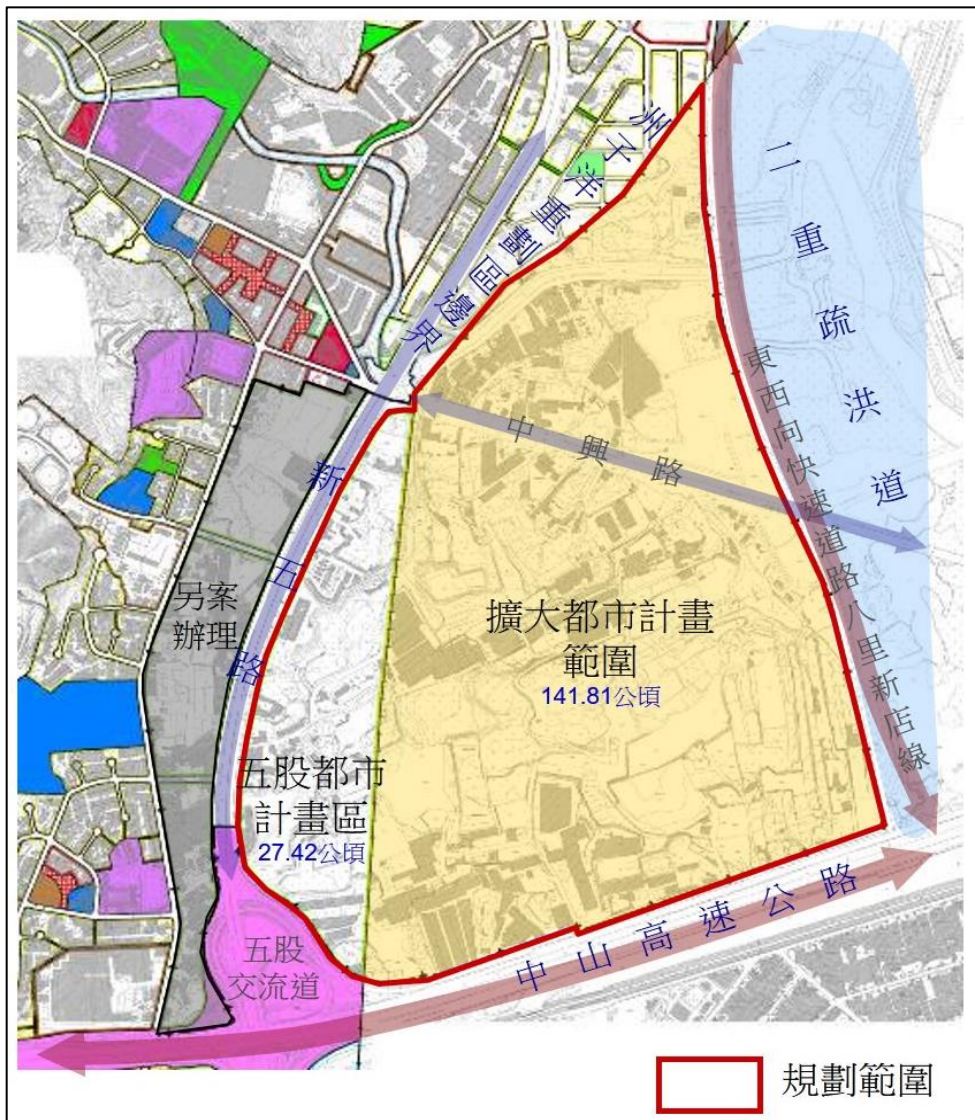 洲子洋重劃區邊界
二重疏洪道
東西向快速道路八里新店線
中興路
新五路
另案
辦理
擴大都市計畫
範圍
141.81公頃
五股都市
計畫區
27.42公頃
五股
交流道
中山高速公路
規劃範圍